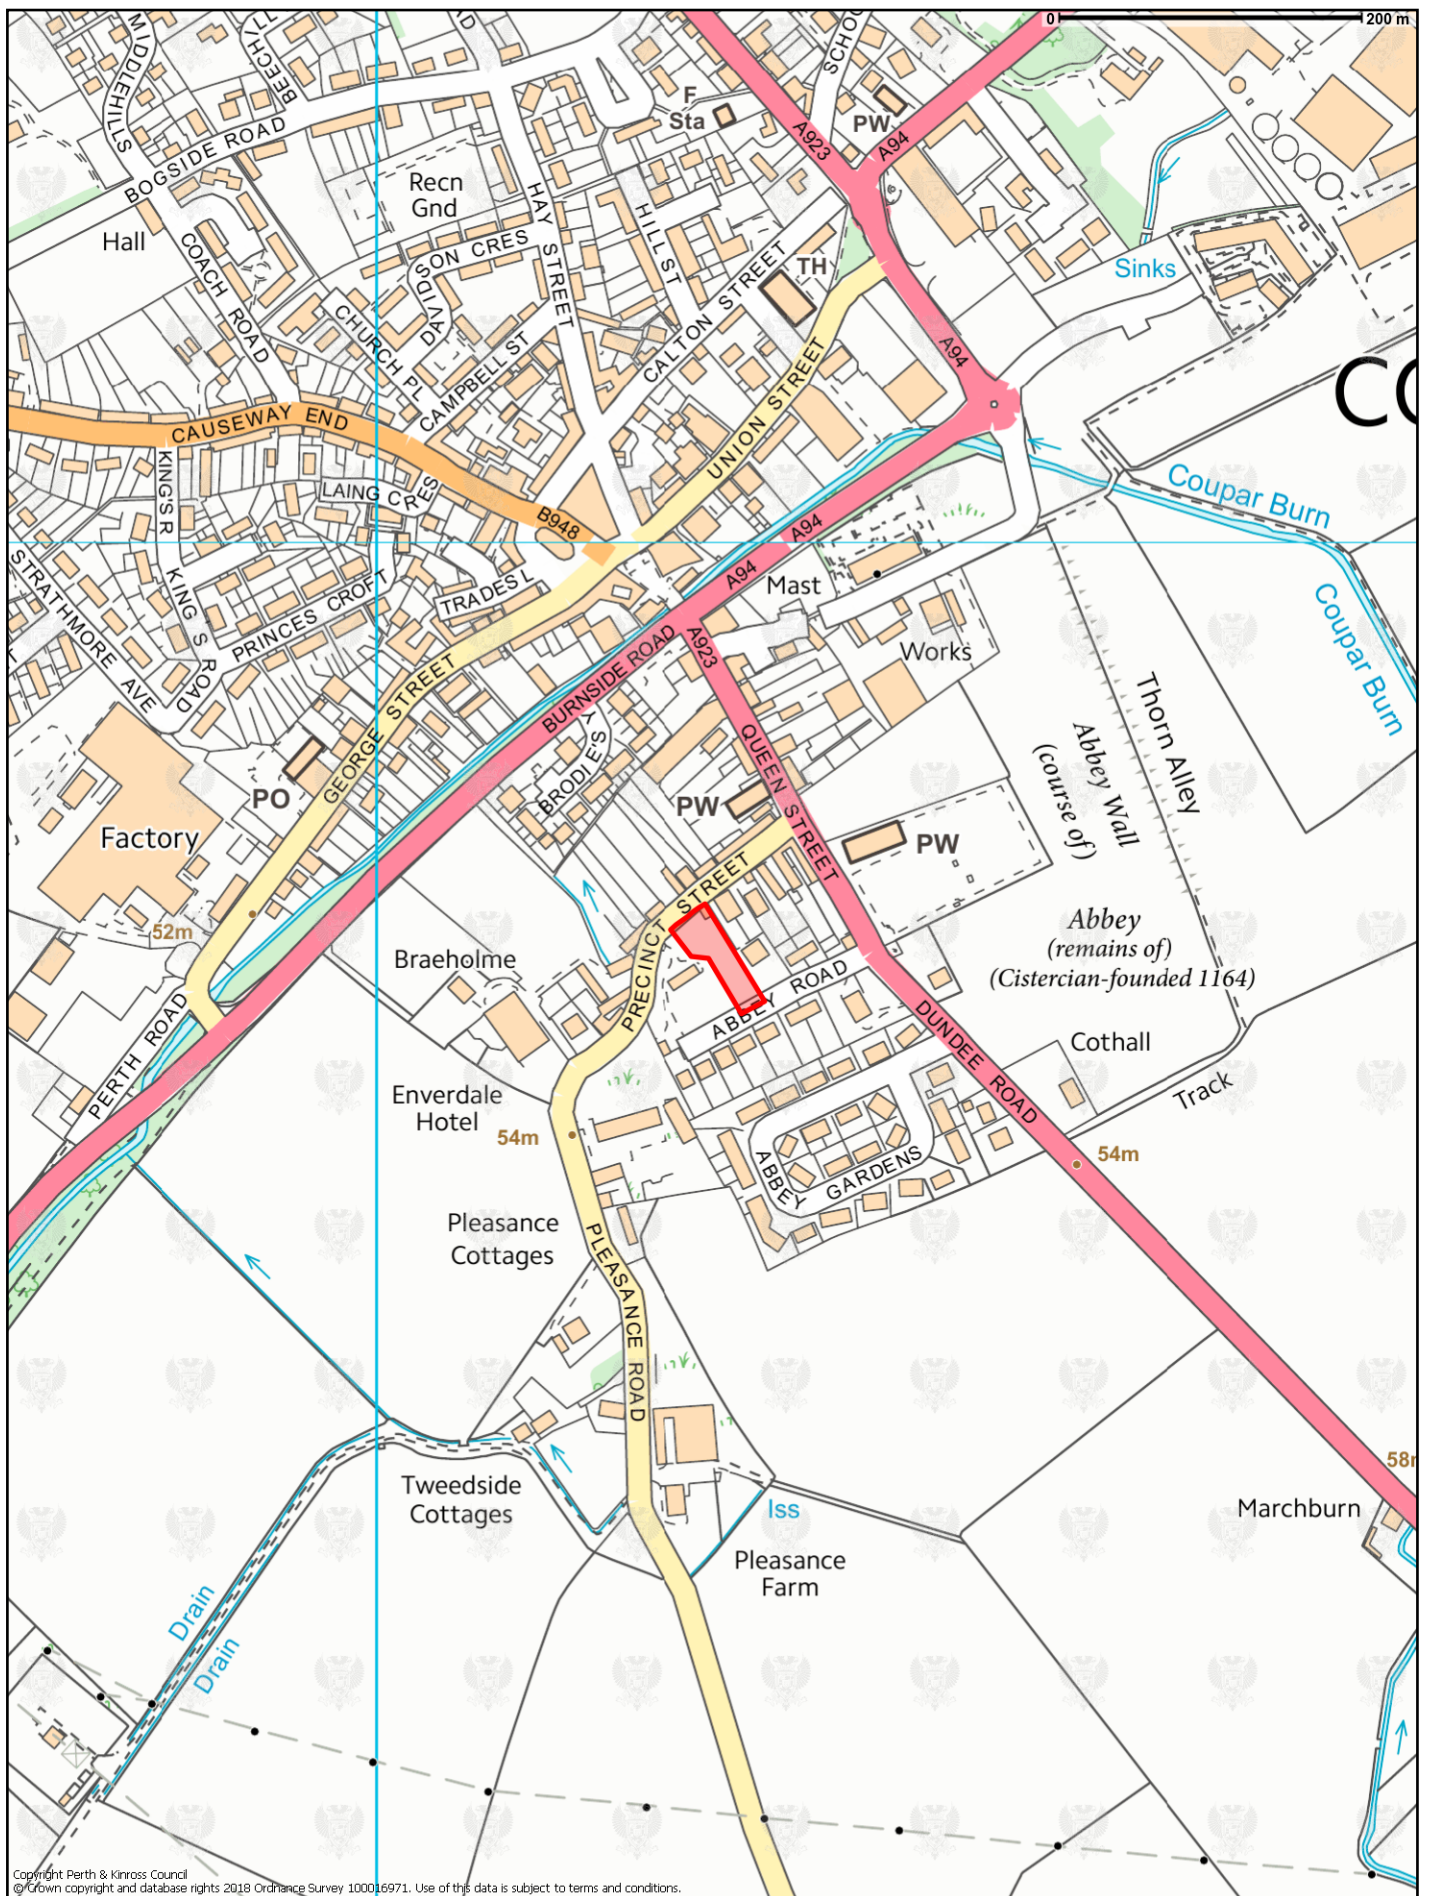 0
200 m
MIDDLEHILLS
BOGSIDE ROAD
F
Sta
A923
PW
A94
Recn
Gnd
HAY STREET
HILL ST
Hall
COACH ROAD
DAVIDSON CRES
TH
Sinks
CHURCH PL
CAMPBELL ST
CALTON STREET
UNION STREET
A94
CAUSEWAY END
KING'S R
LAING CRES
B948
Coupar Burn
A94
A94
Mast
Coupar Burn
STRATHMORE AVE
KING'S ROAD
PRINCES CROFT
TRADES L
A923
Works
GEORGE STREET
BURNSIDE ROAD
Thorn Alley
Abbey Wall
(course of)
QUEEN STREET
BRODIE'S Y
PO
PW
PW
Factory
PRECINCT STREET
52m
Abbey
(remains of)
(Cistercian-founded 1164)
Braeholme
ABBEY ROAD
PERTH ROAD
DUNDEE ROAD
Cothall
Track
Enverdale
Hotel
54m
54m
ABBEY GARDENS
Pleasance
Cottages
PLEASANCE ROAD
58m
Tweedside
Cottages
Iss
Marchburn
Pleasance
Farm
Drain
Drain
Copyright Perth & Kinross Council
© Crown copyright and database rights 2018 Ordnance Survey 100016971. Use of this data is subject to terms and conditions.